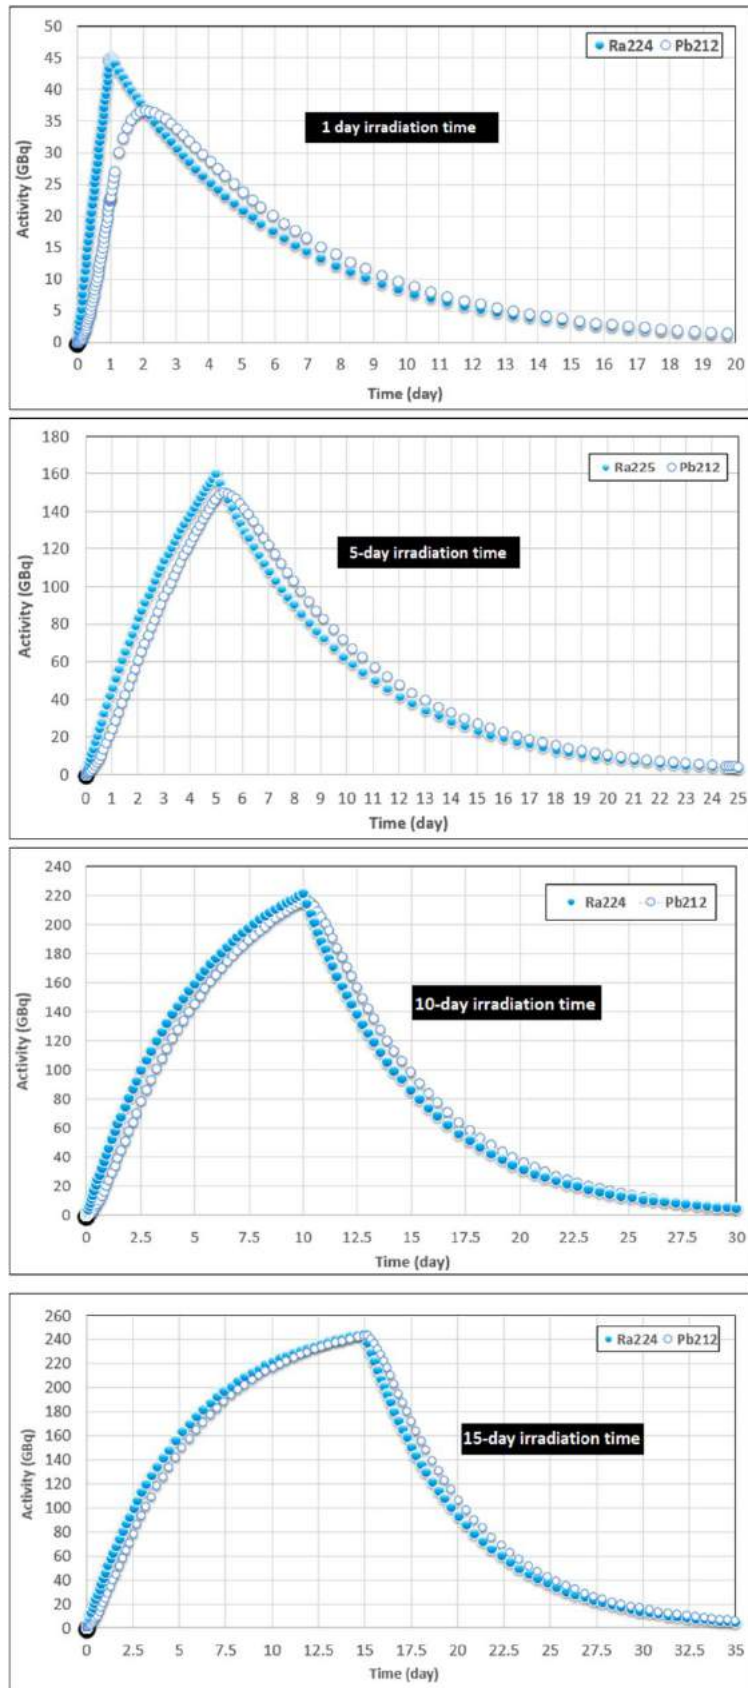 50
45
40
35
30
25
20
15
10
5
0
Activity (GBq)
Ra224 Pb212
1 day irradiation time
0 1 2 3 4 5 6 7 8 9 10 11 12 13 14 15 16 17 18 19 20
Time (day)
180
160
140
120
100
80
60
40
20
0
Activity (GBq)
Ra225 Pb212
5-day irradiation time
0 1 2 3 4 5 6 7 8 9 10 11 12 13 14 15 16 17 18 19 20 21 22 23 24 25
Time (day)
240
220
200
180
160
140
120
100
80
60
40
20
0
Activity (GBq)
Ra224 Pb212
10-day irradiation time
0 2.5 5 7.5 10 12.5 15 17.5 20 22.5 25 27.5 30
Time (day)
260
240
220
200
180
160
140
120
100
80
60
40
20
0
Activity (GBq)
Ra224 Pb212
15-day irradiation time
0 2.5 5 7.5 10 12.5 15 17.5 20 22.5 25 27.5 30 32.5 35
Time (day)